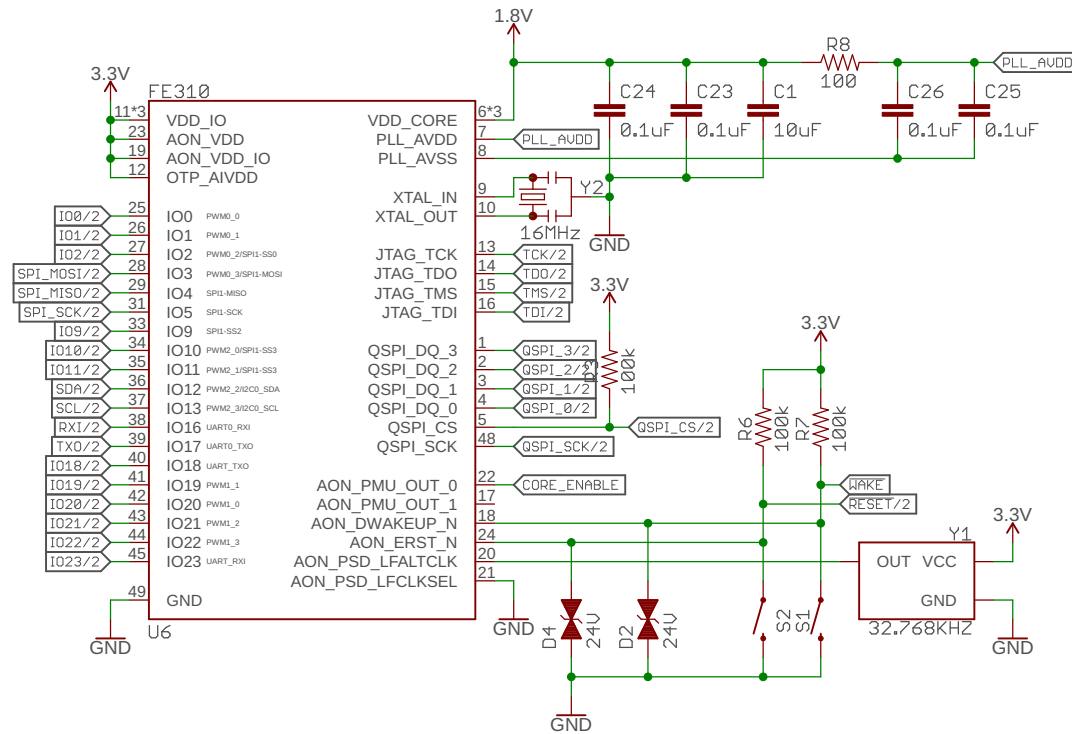 1.8V
R8
100
PLL_AVDD
3.3V
FE310
C24
0.1uF
C23
0.1uF
C1
10uF
C26
0.1uF
C25
0.1uF
11*3 VDD_IO
23 AON_VDD
19 AON_VDD_IO
12 OTP_AIVDD
VDD_CORE 6*3
PLL_AVDD 7 PLL_AVDD
PLL_AVSS 8
XTAL_IN 9
XTAL_OUT 10
Y2
16MHz
GND
IO0/2 25 IO0 PWM0_0
IO1/2 26 IO1 PWM0_1
IO2/2 27 IO2 PWM0_2/SPI1-SS0
SPI_MOSI/2 28 IO3 PWM0_3/SPI1-MOSI
SPI_MISO/2 29 IO4 SPI1-MISO
SPI_SCK/2 31 IO5 SPI1-SCK
IO9/2 33 IO9 SPI1-SS2
IO10/2 34 IO10 PWM2_0/SPI1-SS3
IO11/2 35 IO11 PWM2_1/SPI1-SS3
SDA/2 36 IO12 PWM2_2/I2C0_SDA
SCL/2 37 IO13 PWM2_3/I2C0_SCL
RXI/2 38 IO16 UART0_RXI
TXO/2 39 IO17 UART0_TXO
IO18/2 40 IO18 UART_TXO
IO19/2 41 IO19 PWM1_1
IO20/2 42 IO20 PWM1_0
IO21/2 43 IO21 PWM1_2
IO22/2 44 IO22 PWM1_3
IO23/2 45 IO23 UART_RXI
49 GND
GND
U6
JTAG_TCK 13 TCK/2
JTAG_TDO 14 TDO/2
JTAG_TMS 15 TMS/2
JTAG_TDI 16 TDI/2
QSPI_DQ_3 1 QSPI_3/2
QSPI_DQ_2 2 QSPI_2/2
QSPI_DQ_1 3 QSPI_1/2
QSPI_DQ_0 4 QSPI_0/2
QSPI_CS 5 QSPI_CS/2
QSPI_SCK 48 QSPI_SCK/2
AON_PMU_OUT_0 22 CORE_ENABLE
AON_PMU_OUT_1 17
AON_DWAKEUP_N 18
AON_ERST_N 24
AON_PSD_LFALTCLK 20
AON_PSD_LFCLKSEL 21
GND
3.3V
R3
100k
3.3V
R6
100k
R7
100k
WAKE
RESET/2
D4
24V
D2
24V
S2
S1
GND
3.3V
Y1
OUT VCC
GND
32.768KHZ
GND